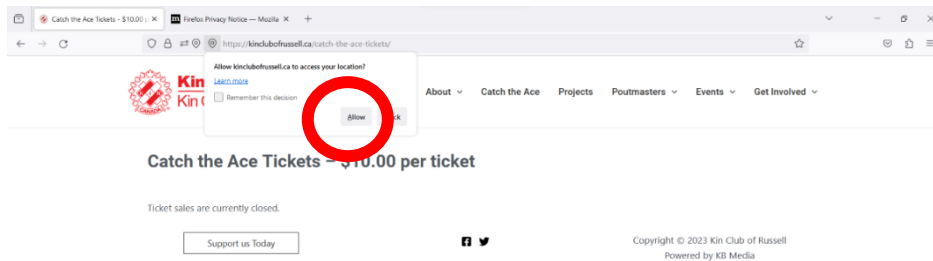 Catch the Ace Tickets - $10.00 p
Firefox Privacy Notice — Mozilla
https://kinclubofrussell.ca/catch-the-ace-tickets/
Allow kinclubofrussell.ca to access your location?
Learn more
Remember this decision
Allow
Kin
Kin
CANADA
About
Catch the Ace
Projects
Poutmasters
Events
Get Involved
Catch the Ace Tickets – $10.00 per ticket
Ticket sales are currently closed.
Support us Today
Copyright © 2023 Kin Club of Russell
Powered by KB Media